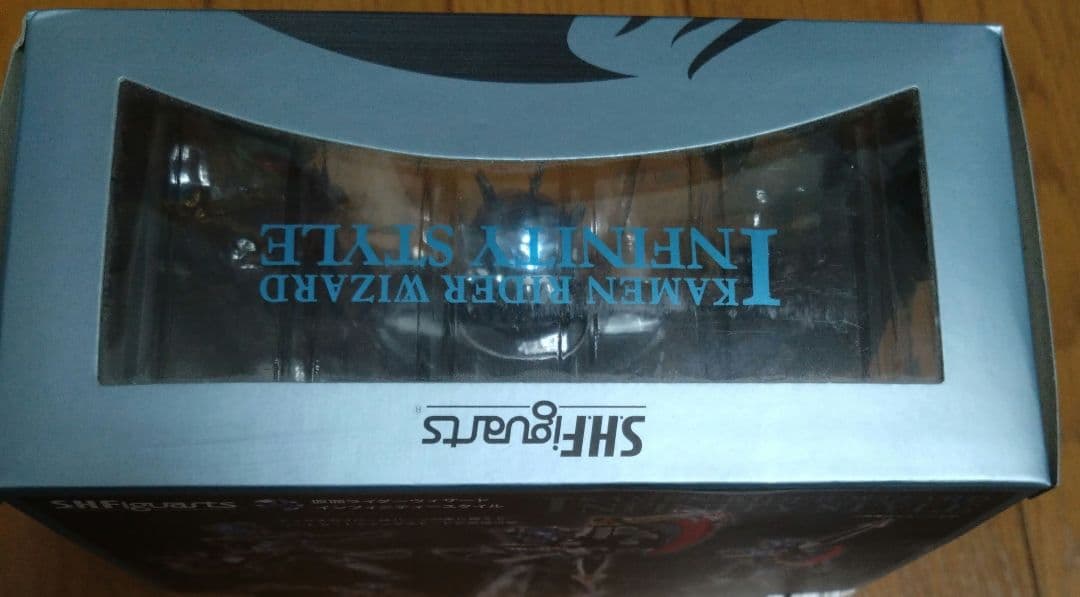 KAMEN RIDER WIZARD
INFINITY STYLE
S.H.Figuarts
®
S.H.Figuarts
仮面ライダーウィザード
インフィニティースタイル